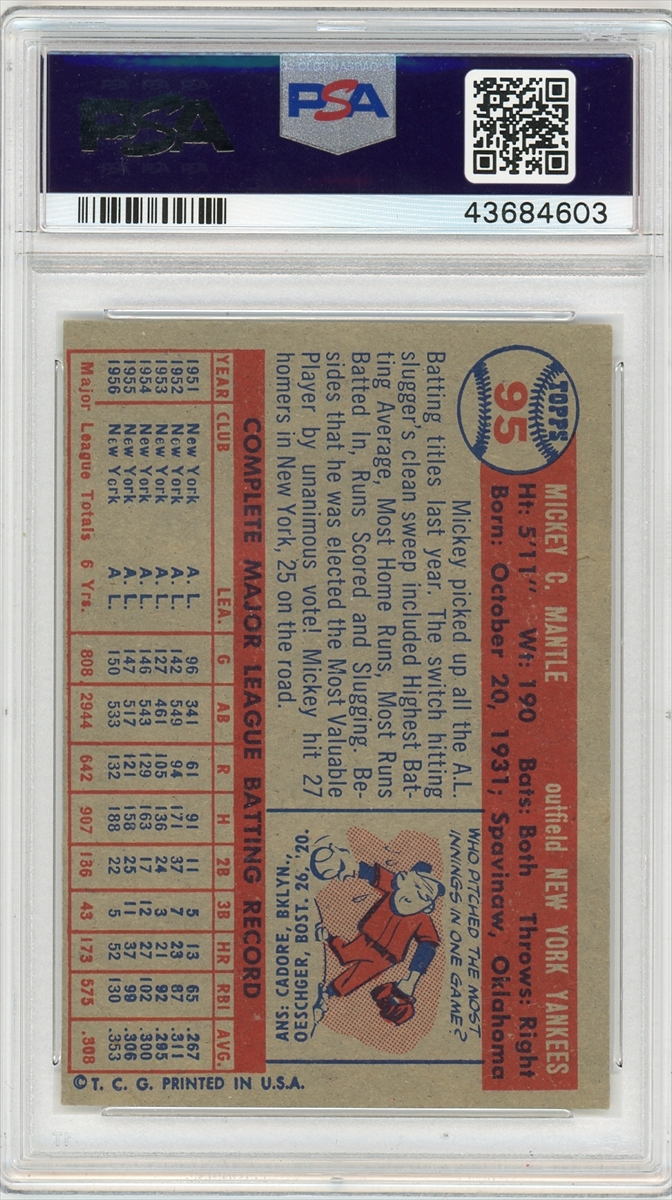 PSA
PSA
43684603
TOPPS
95
MICKEY C. MANTLE outfield NEW YORK YANKEES
Ht: 5'11" Wt: 190 Bats: Both Throws: Right
Born: October 20, 1931; Spavinaw, Oklahoma
Mickey picked up all the A.L.
Batting titles last year. The switch hitting
slugger's clean sweep included Highest Bat-
ting Average, Most Home Runs, Most Runs
Batted In, Runs Scored and Slugging. Be-
sides that he was elected the Most Valuable
Player by unanimous vote! Mickey hit 27
homers in New York, 25 on the road
WHO PITCHED THE MOST
INNINGS IN ONE GAME?
ANS: CADORE, BKLYN.,
OESCHGER, BOST. 26, '20.
COMPLETE MAJOR LEAGUE BATTING RECORD
YEAR CLUB LEA. G AB R H 2B 3B HR RBI AVG.
1951 New York A. L. 96 341 61 91 11 5 13 65 .267
1952 New York A. L. 142 549 94 171 37 7 23 87 .311
1953 New York A. L. 127 461 105 136 24 3 21 92 .295
1954 New York A. L. 146 543 129 163 17 12 27 102 .300
1955 New York A. L. 147 517 121 158 25 11 37 99 .306
1956 New York A. L. 150 533 132 188 22 5 52 130 .353
Major League Totals 6 Yrs. 808 2944 642 907 136 43 173 575 .308
© T. C. G. PRINTED IN U.S.A.